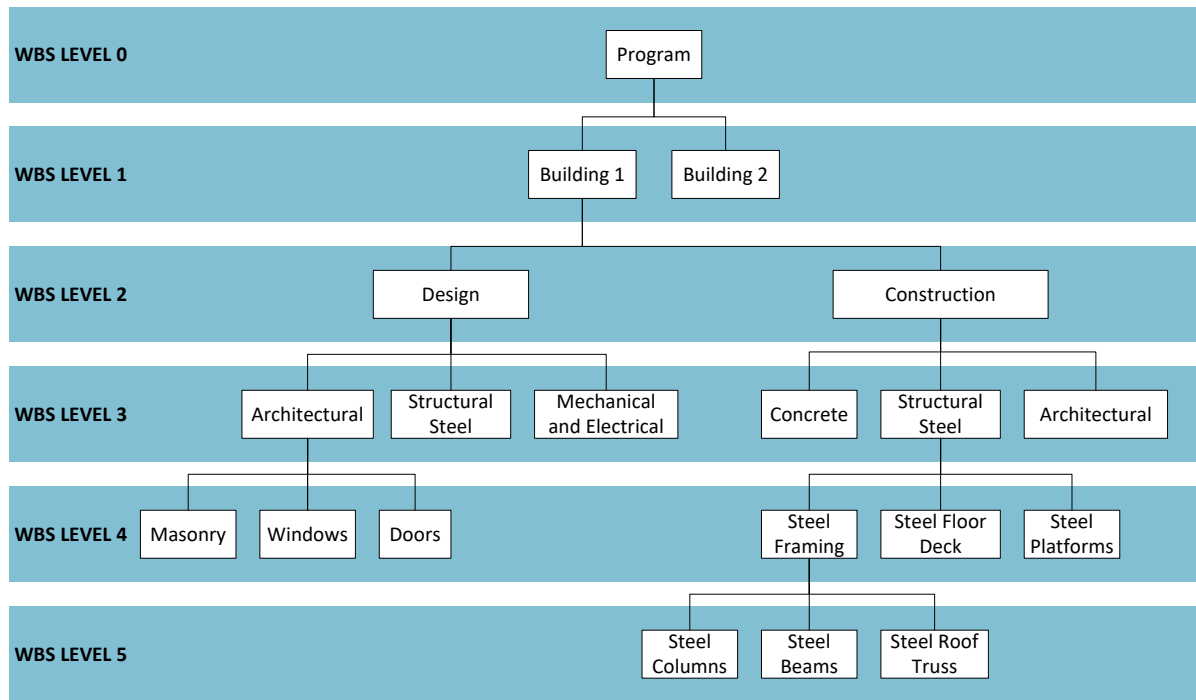 WBS LEVEL 0
Program
WBS LEVEL 1
Building 1
Building 2
WBS LEVEL 2
Design
Construction
WBS LEVEL 3
Architectural
Structural
Steel
Mechanical
and Electrical
Concrete
Structural
Steel
Architectural
WBS LEVEL 4
Masonry
Windows
Doors
Steel
Framing
Steel Floor
Deck
Steel
Platforms
WBS LEVEL 5
Steel
Columns
Steel
Beams
Steel Roof
Truss